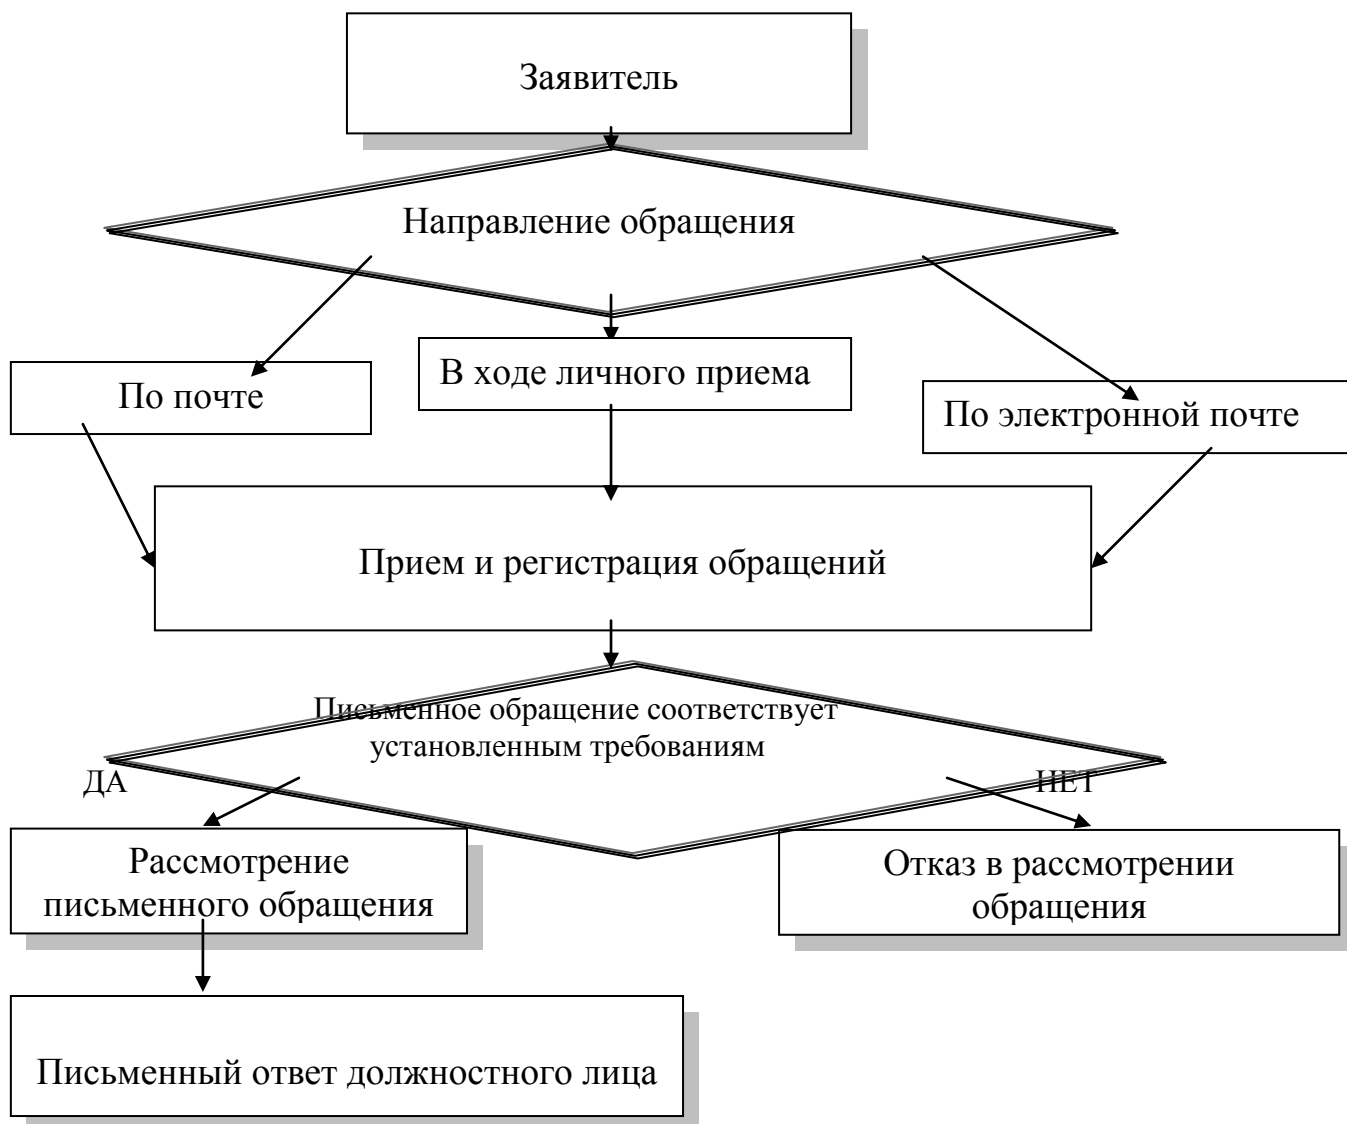 Заявитель
Направление обращения
По почте
В ходе личного приема
По электронной почте
Прием и регистрация обращений
Письменное обращение соответствует
установленным требованиям
ДА
НЕТ
Рассмотрение
письменного обращения
Отказ в рассмотрении
обращения
Письменный ответ должностного лица